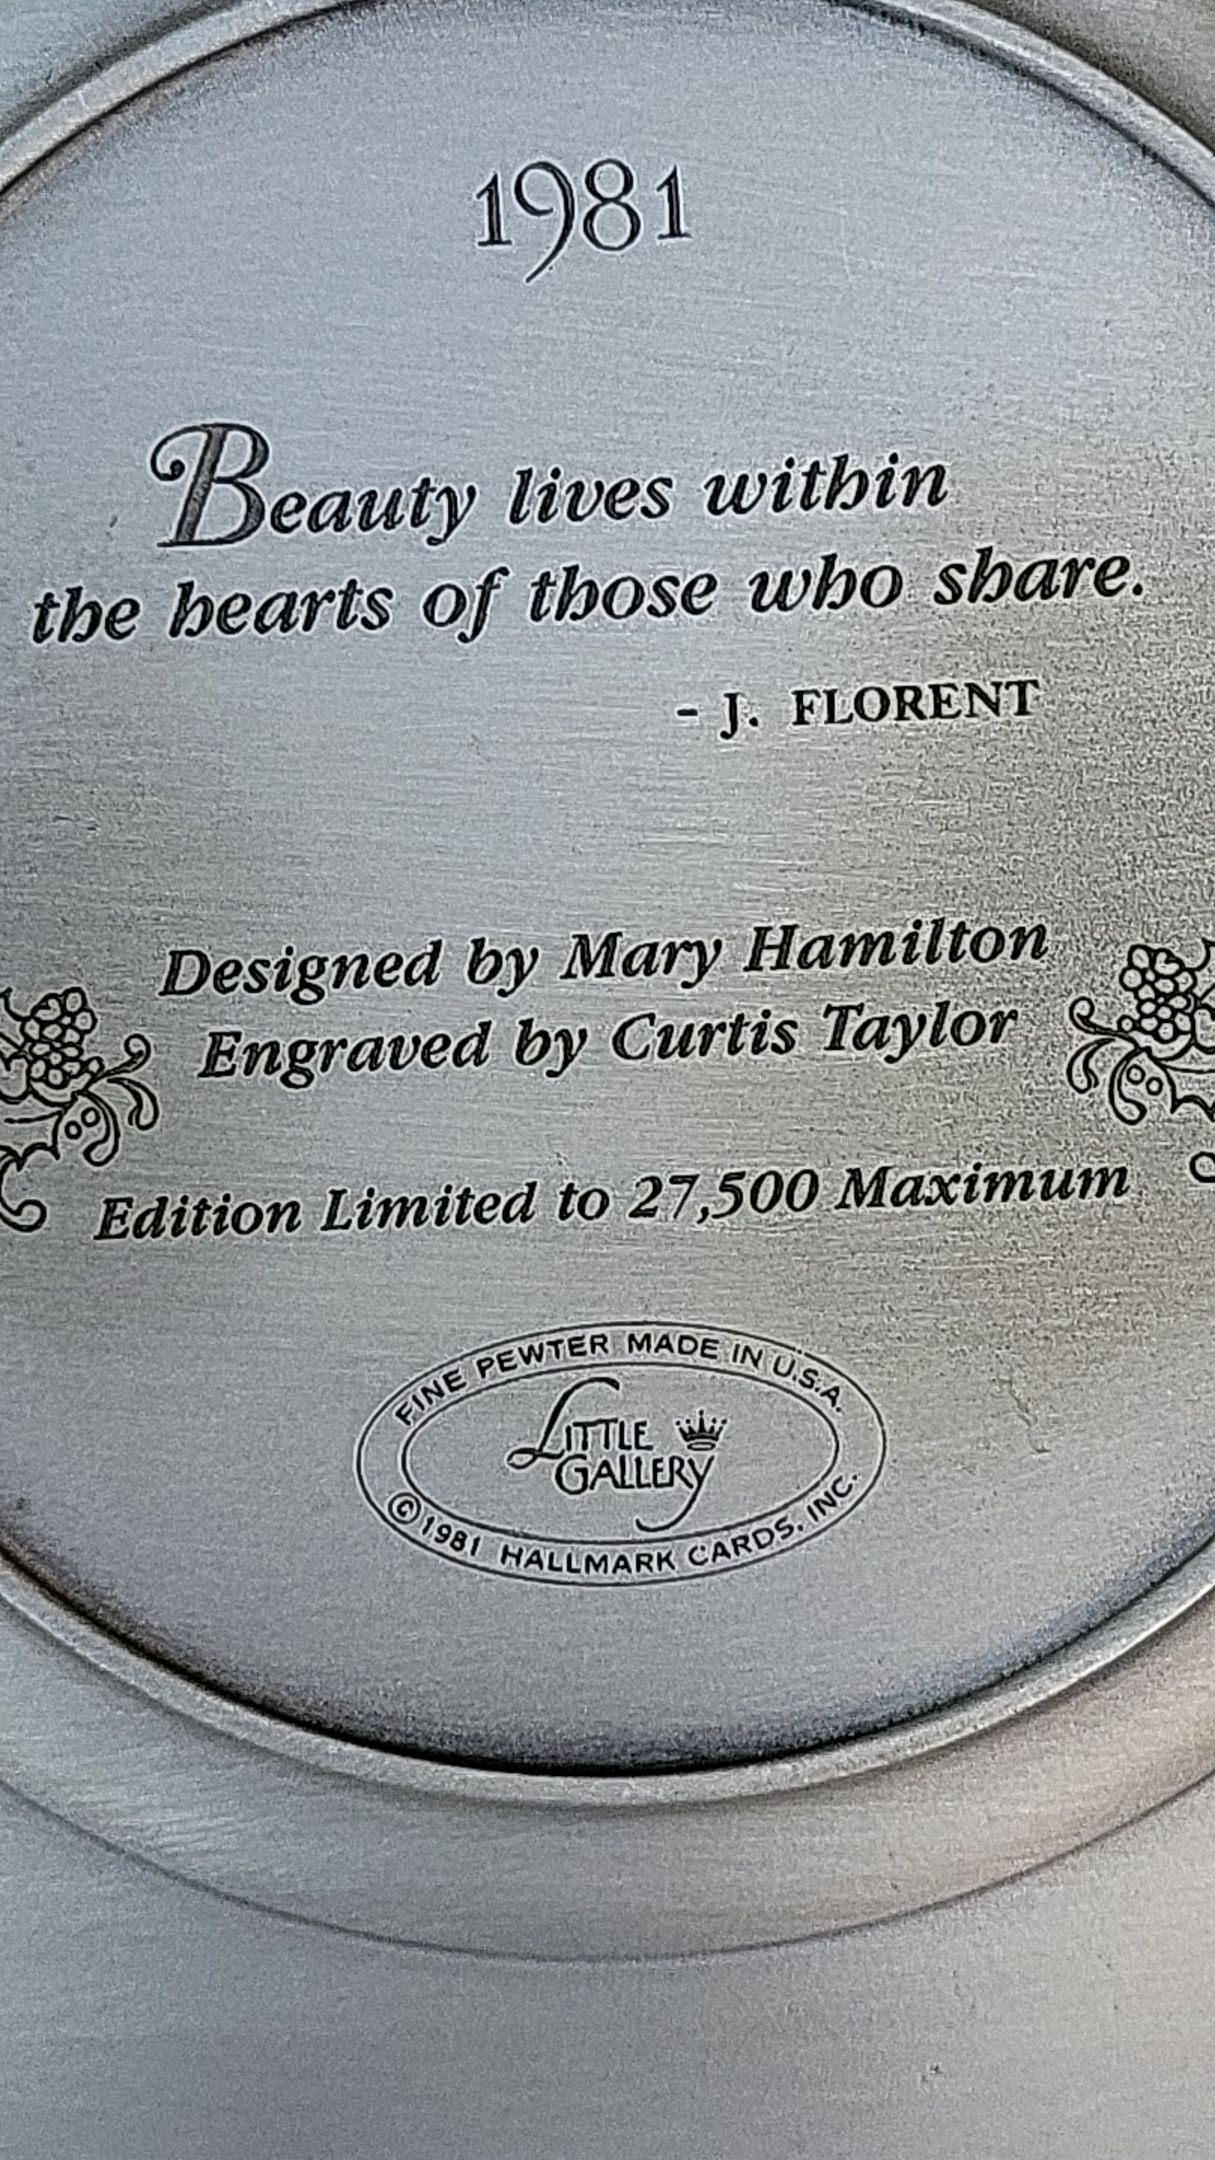 1981
Beauty lives within
the hearts of those who share.
- J. FLORENT
Designed by Mary Hamilton
Engraved by Curtis Taylor
Edition Limited to 27,500 Maximum
FINE PEWTER MADE IN U.S.A.
LITTLE
GALLERY
© 1981 HALLMARK CARDS, INC.